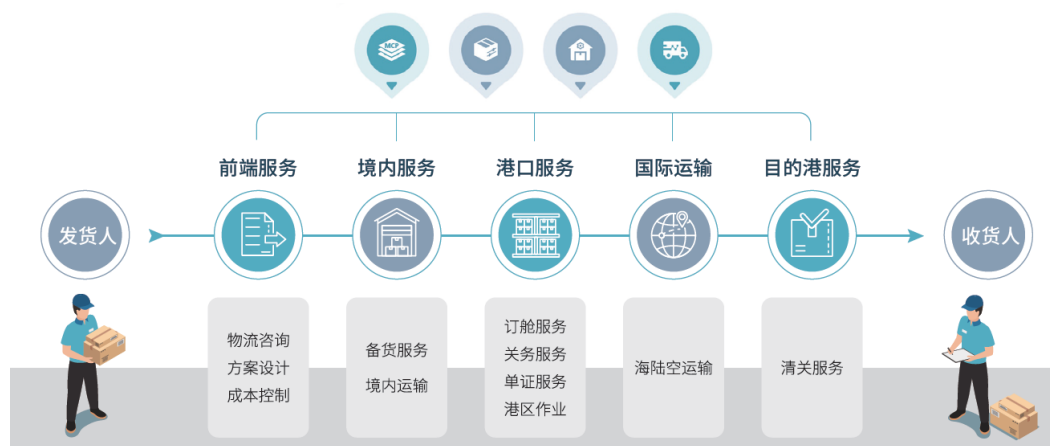 MCP
前端服务
境内服务
港口服务
国际运输
目的港服务
发货人
收货人
物流咨询
方案设计
成本控制
备货服务
境内运输
订舱服务
关务服务
单证服务
港区作业
海陆空运输
清关服务